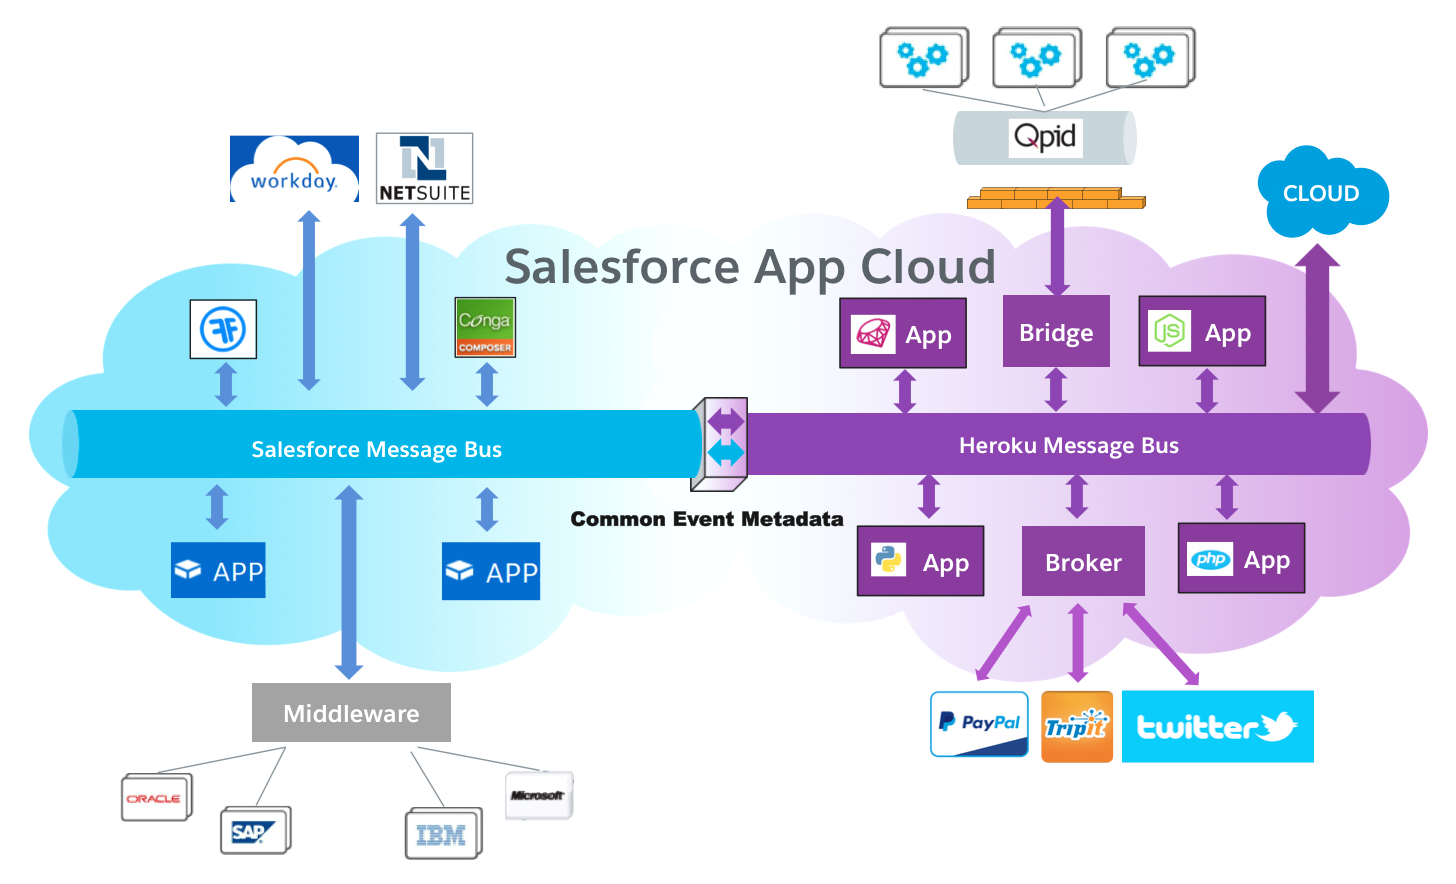 Qpid
workday.
NETSUITE
CLOUD
Salesforce App Cloud
FF
Conga
COMPOSER
App
Bridge
JS
App
Salesforce Message Bus
Heroku Message Bus
Common Event Metadata
APP
APP
App
Broker
php
App
Middleware
PayPal
TripIt
twitter
ORACLE
SAP
IBM
Microsoft